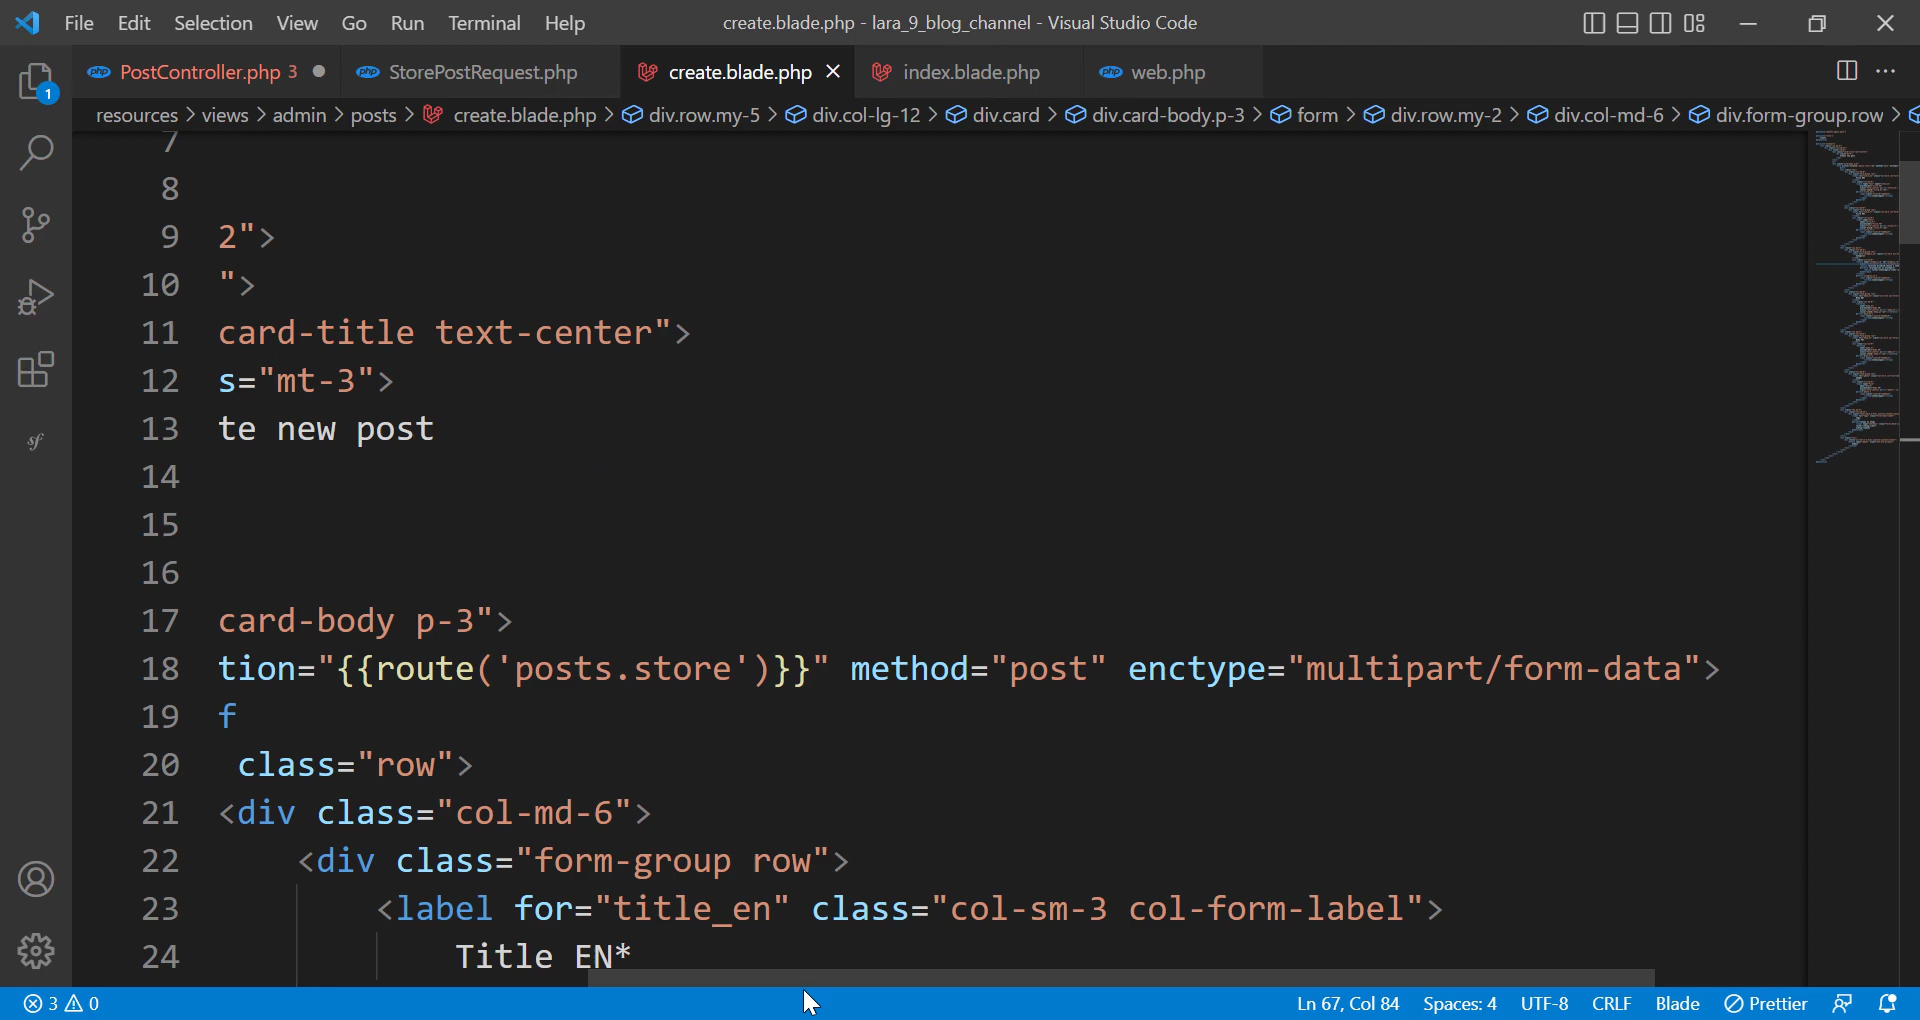 File Edit Selection View Go Run Terminal Help create.blade.php - lara_9_blog_channel - Visual Studio Code
PostController.php 3 StorePostRequest.php create.blade.php index.blade.php web.php
resources > views > admin > posts > create.blade.php > div.row.my-5 > div.col-lg-12 > div.card > div.card-body.p-3 > form > div.row.my-2 > div.col-md-6 > div.form-group.row >
7
8
9 2">
10 ">
11 card-title text-center">
12 s="mt-3">
13 te new post
14
15
16
17 card-body p-3">
18 tion="{{route('posts.store')}}" method="post" enctype="multipart/form-data">
19 f
20 class="row">
21 <div class="col-md-6">
22 <div class="form-group row">
23 <label for="title_en" class="col-sm-3 col-form-label">
24 Title EN*
1
3 0 Ln 67, Col 84 Spaces: 4 UTF-8 CRLF Blade Prettier